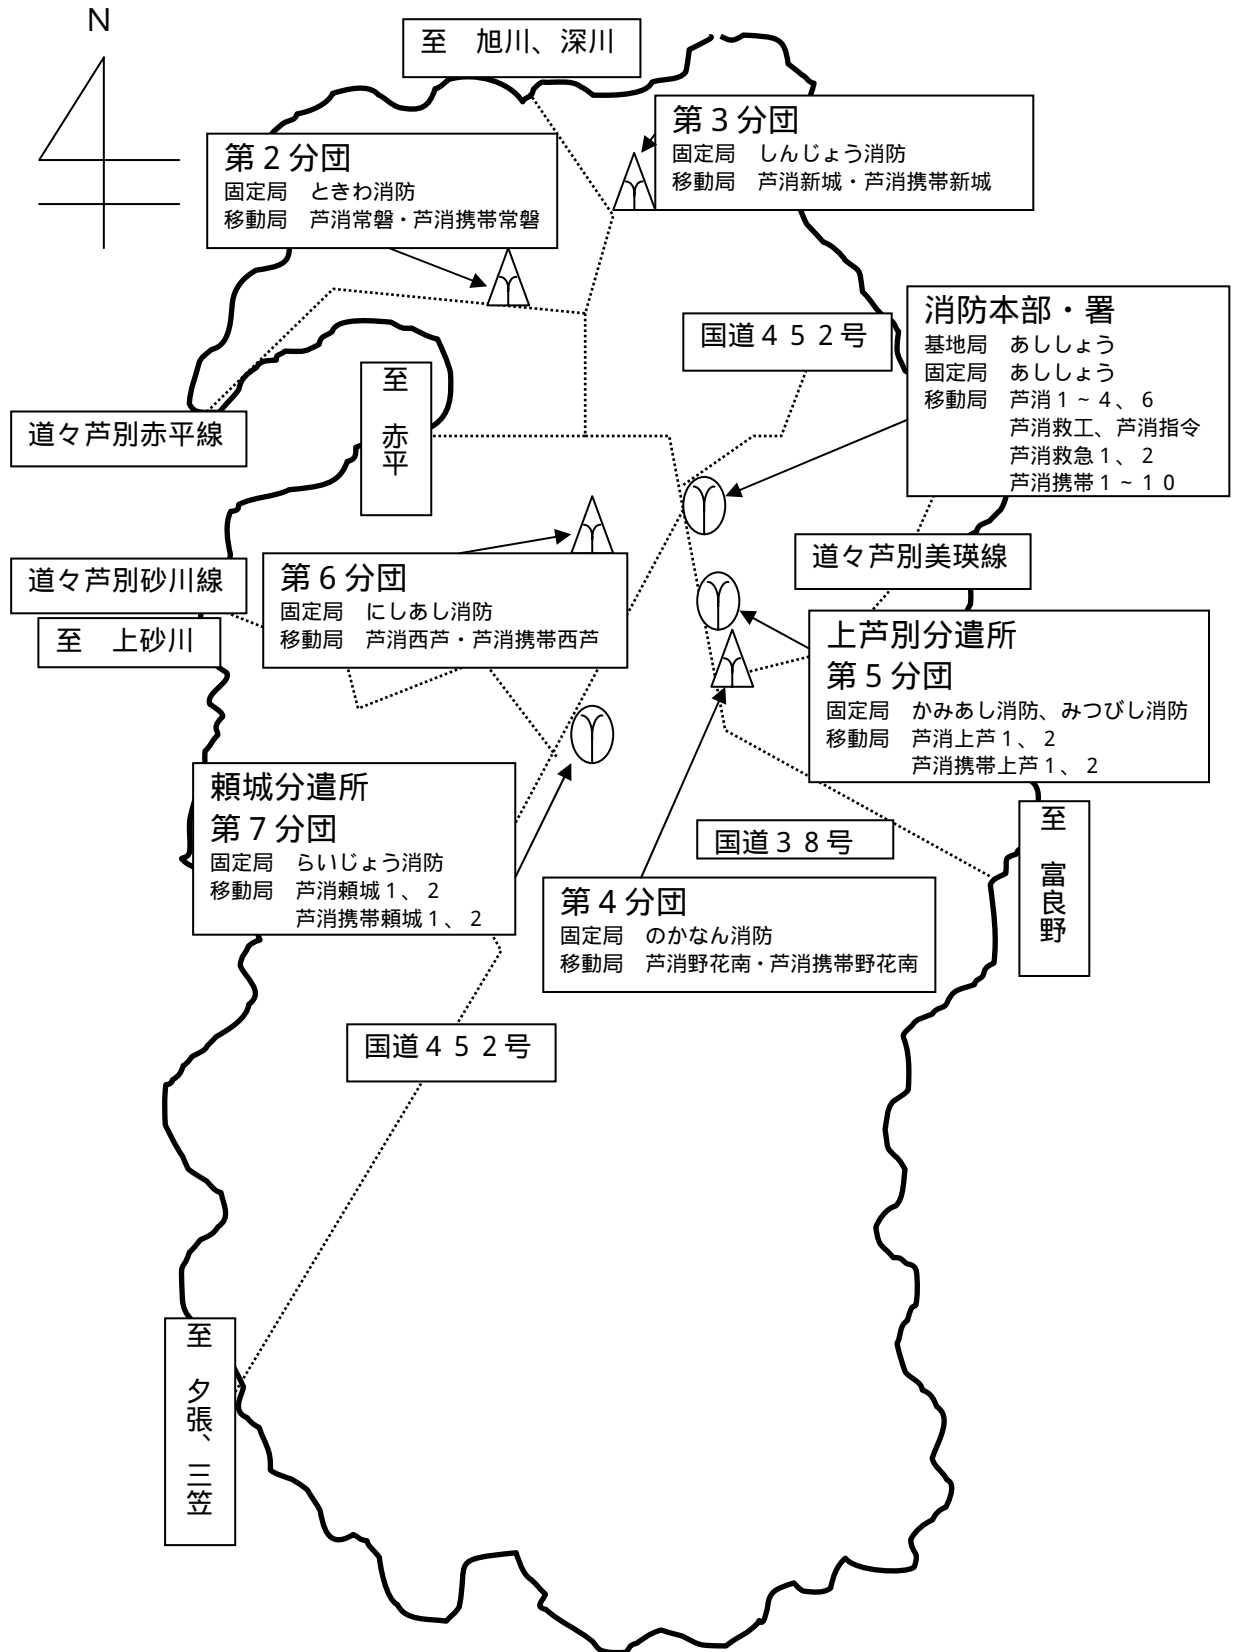 N
至　旭川、深川
第３分団
固定局　しんじょう消防
移動局　芦消新城・芦消携帯新城
第２分団
固定局　ときわ消防
移動局　芦消常磐・芦消携帯常磐
消防本部・署
基地局　あししょう
固定局　あししょう
移動局　芦消１~４、６
芦消救工、芦消指令
芦消救急１、２
芦消携帯１~１０
国道４５２号
至　赤平
道々芦別赤平線
道々芦別美瑛線
道々芦別砂川線
第６分団
固定局　にしあし消防
移動局　芦消西芦・芦消携帯西芦
至　上砂川
上芦別分遣所
第５分団
固定局　かみあし消防、みつびし消防
移動局　芦消上芦１、２
芦消携帯上芦１、２
頼城分遣所
第７分団
固定局　らいじょう消防
移動局　芦消頼城１、２
芦消携帯頼城１、２
至　富良野
国道３８号
第４分団
固定局　のかなん消防
移動局　芦消野花南・芦消携帯野花南
国道４５２号
至　夕張、三笠